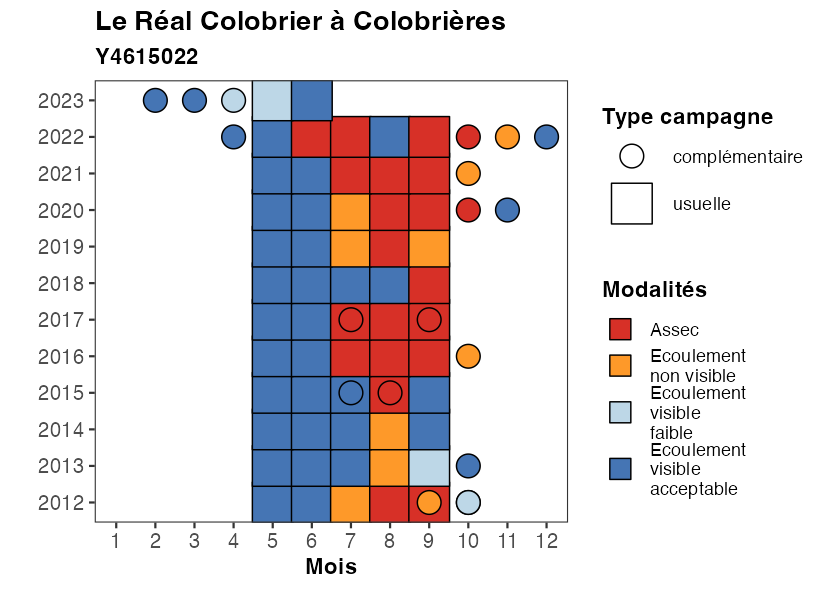 Le Réal Colobrier à Colobrières
Y4615022
2023
2022
2021
2020
2019
2018
2017
2016
2015
2014
2013
2012
1 2 3 4 5 6 7 8 9 10 11 12
Mois
Type campagne
complémentaire
usuelle
Modalités
Assec
Ecoulement
non visible
Ecoulement
visible
faible
Ecoulement
visible
acceptable